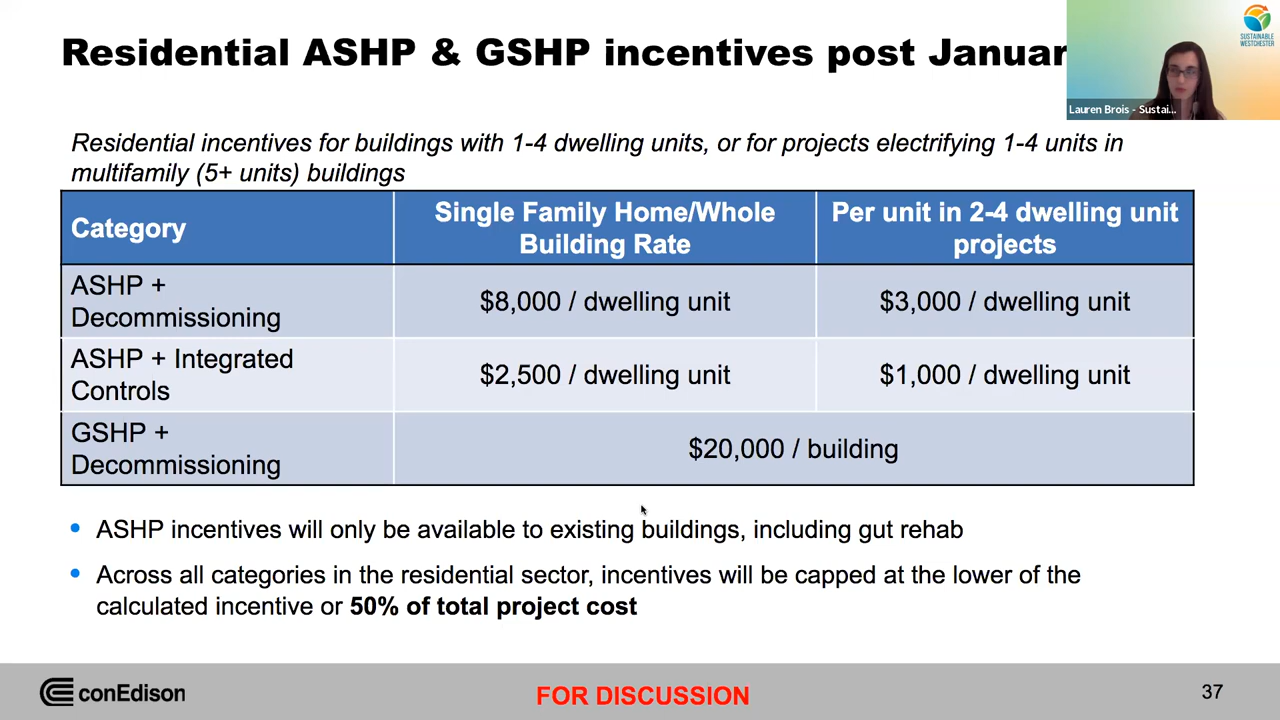 Residential ASHP & GSHP incentives post Januar
SUSTAINABLE
WESTCHESTER
Lauren Brois - Sustai...
Residential incentives for buildings with 1-4 dwelling units, or for projects electrifying 1-4 units in
multifamily (5+ units) buildings
Category
Single Family Home/Whole
Building Rate
Per unit in 2-4 dwelling unit
projects
ASHP +
Decommissioning
$8,000 / dwelling unit
$3,000 / dwelling unit
ASHP + Integrated
Controls
$2,500 / dwelling unit
$1,000 / dwelling unit
GSHP +
Decommissioning
$20,000 / building
• ASHP incentives will only be available to existing buildings, including gut rehab
• Across all categories in the residential sector, incentives will be capped at the lower of the
calculated incentive or 50% of total project cost
conEdison
FOR DISCUSSION
37